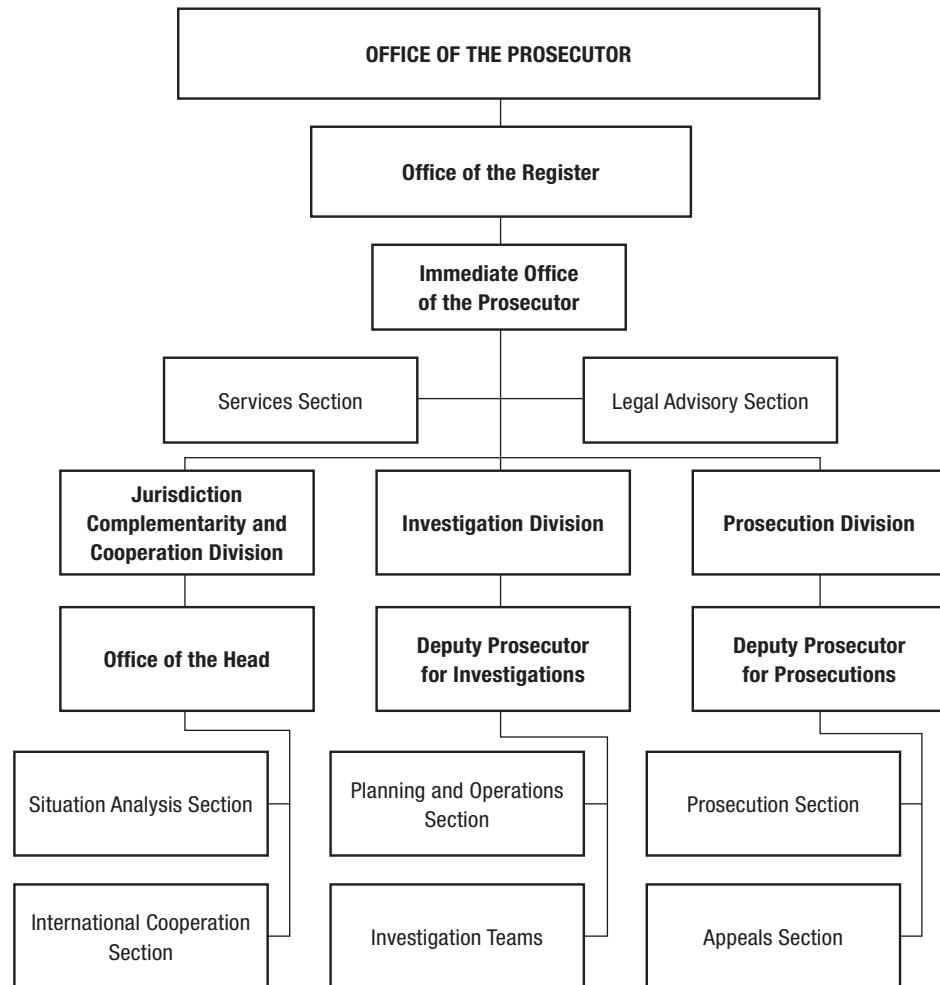 OFFICE OF THE PROSECUTOR
Office of the Register
Immediate Office
of the Prosecutor
Services Section
Legal Advisory Section
Jurisdiction
Complementarity and
Cooperation Division
Investigation Division
Prosecution Division
Office of the Head
Deputy Prosecutor
for Investigations
Deputy Prosecutor
for Prosecutions
Situation Analysis Section
Planning and Operations
Section
Prosecution Section
International Cooperation
Section
Investigation Teams
Appeals Section